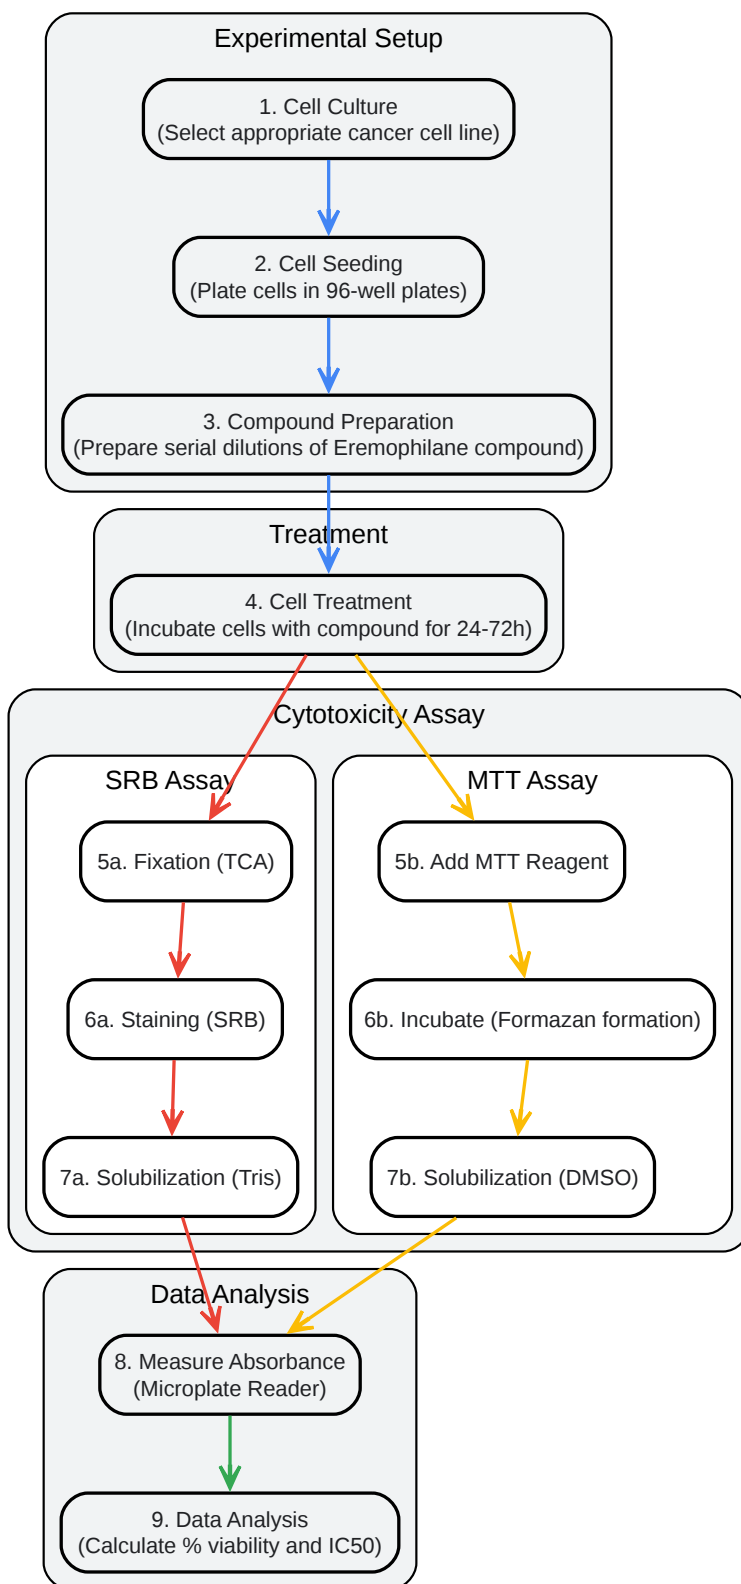 Experimental Setup
1. Cell Culture
(Select appropriate cancer cell line)
2. Cell Seeding
(Plate cells in 96-well plates)
3. Compound Preparation
(Prepare serial dilutions of Eremophilane compound)
Treatment
4. Cell Treatment
(Incubate cells with compound for 24-72h)
Cytotoxicity Assay
SRB Assay
5a. Fixation (TCA)
6a. Staining (SRB)
7a. Solubilization (Tris)
MTT Assay
5b. Add MTT Reagent
6b. Incubate (Formazan formation)
7b. Solubilization (DMSO)
Data Analysis
8. Measure Absorbance
(Microplate Reader)
9. Data Analysis
(Calculate % viability and IC50)